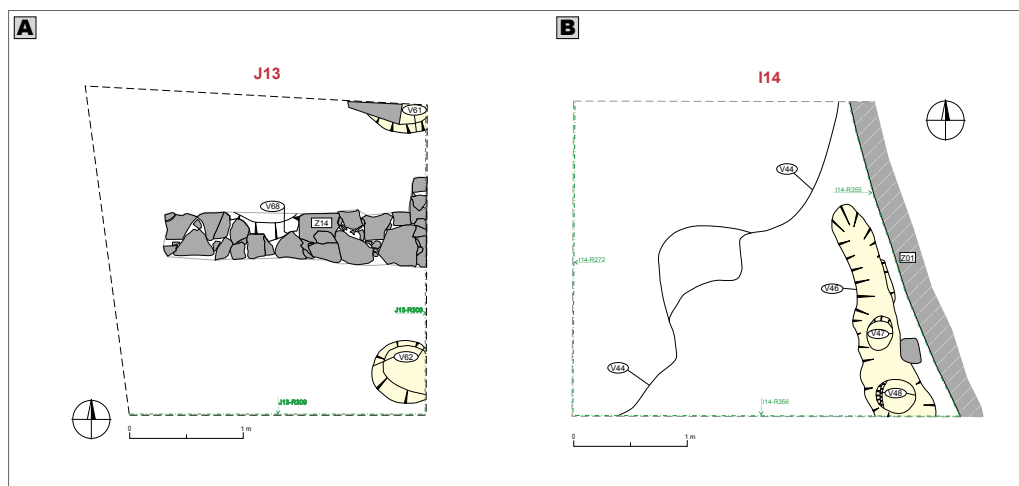 A
J13
V61
V68
Z14
J13-R309
V62
J13-R309
0
1 m
B
I14
V44
I14-R355
I14-R272
Z01
V46
V47
V44
V48
I14-R356
0
1 m